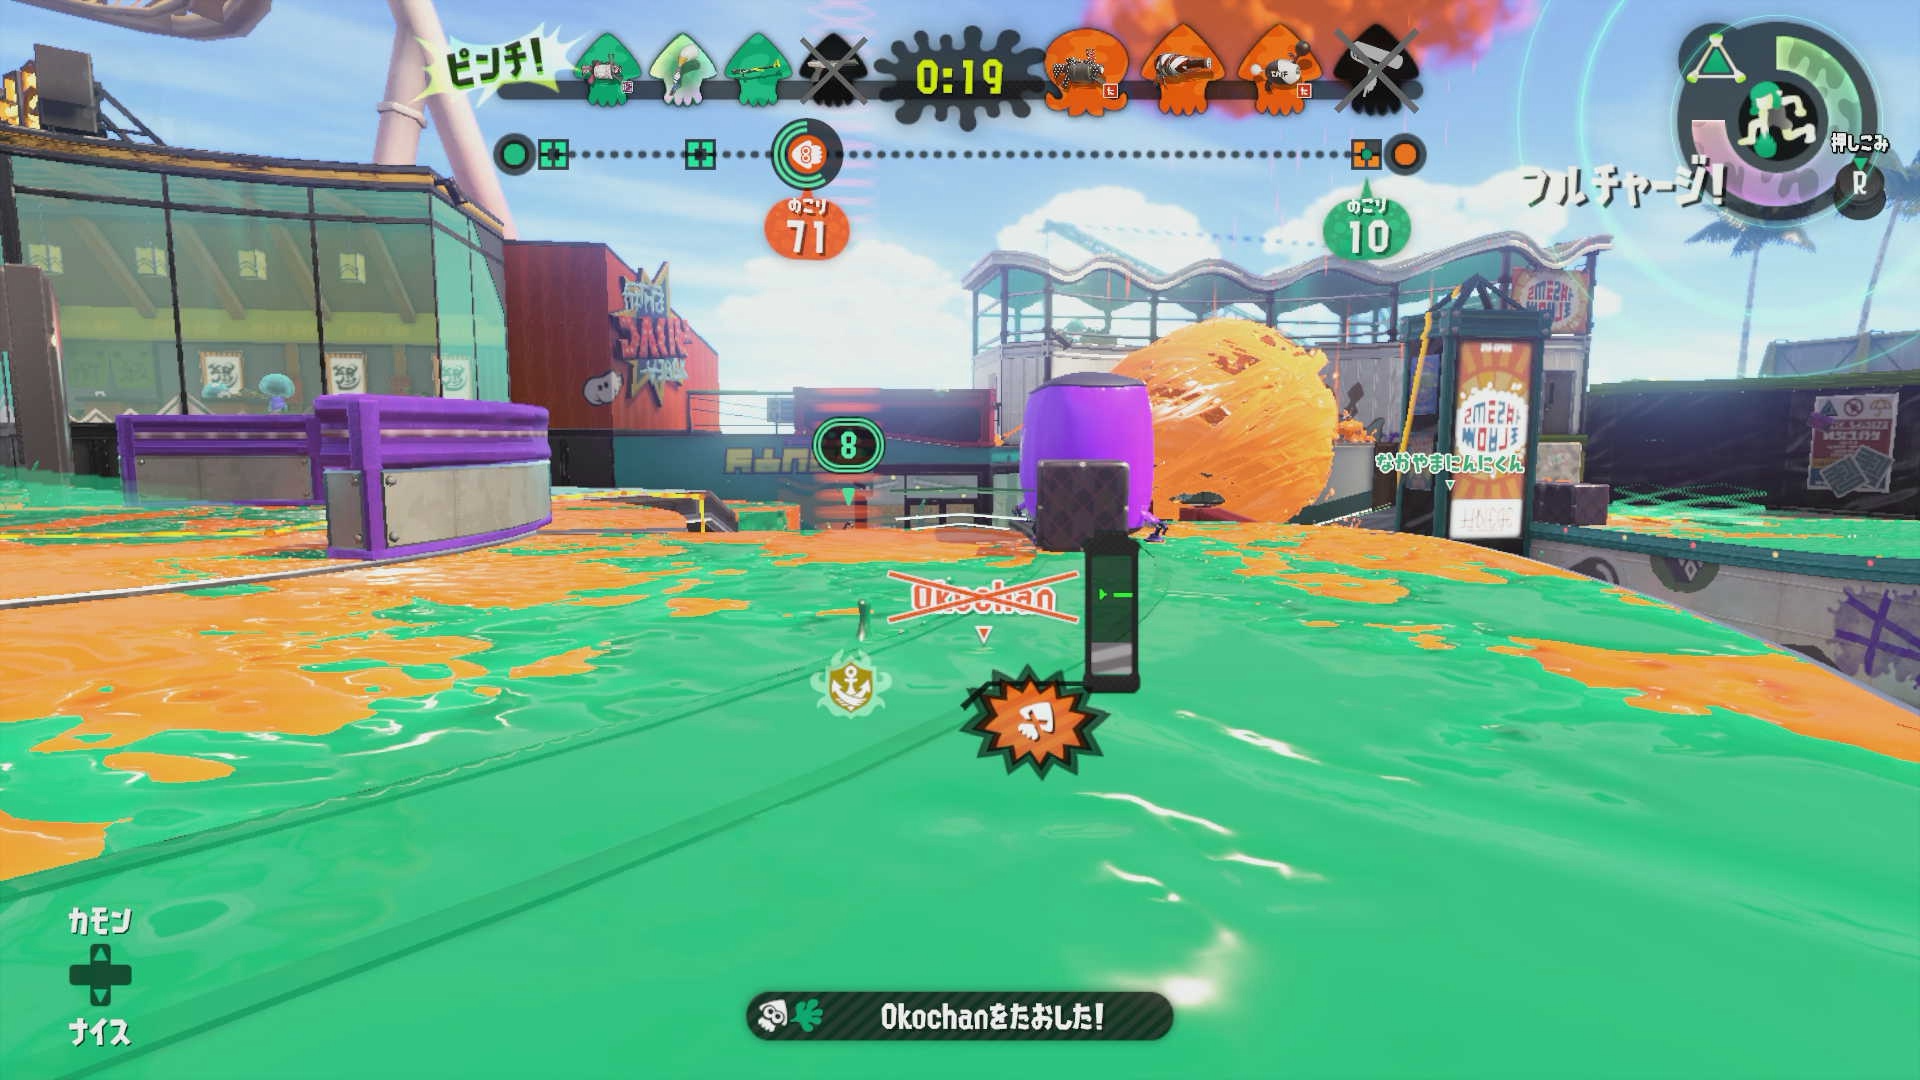 ピンチ!
0:19
のこり
71
のこり
10
フルチャージ!
押しこみ
R
8
なかやまにんにくん
Okochan
カモン
ナイス
Okochanをたおした!